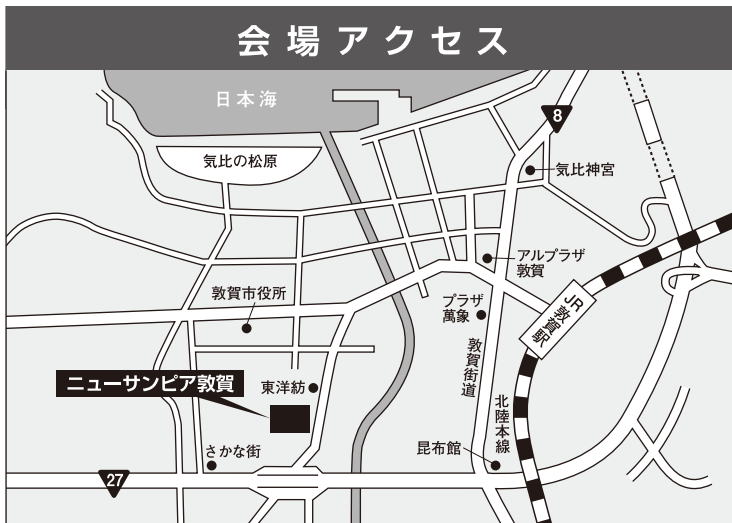 会場アクセス
日本海
8
気比の松原
気比神宮
アルプラザ
敦賀
敦賀市役所
プラザ
萬象
JR敦賀駅
敦賀街道
ニューサンピア敦賀
東洋紡
北陸本線
さかな街
昆布館
27